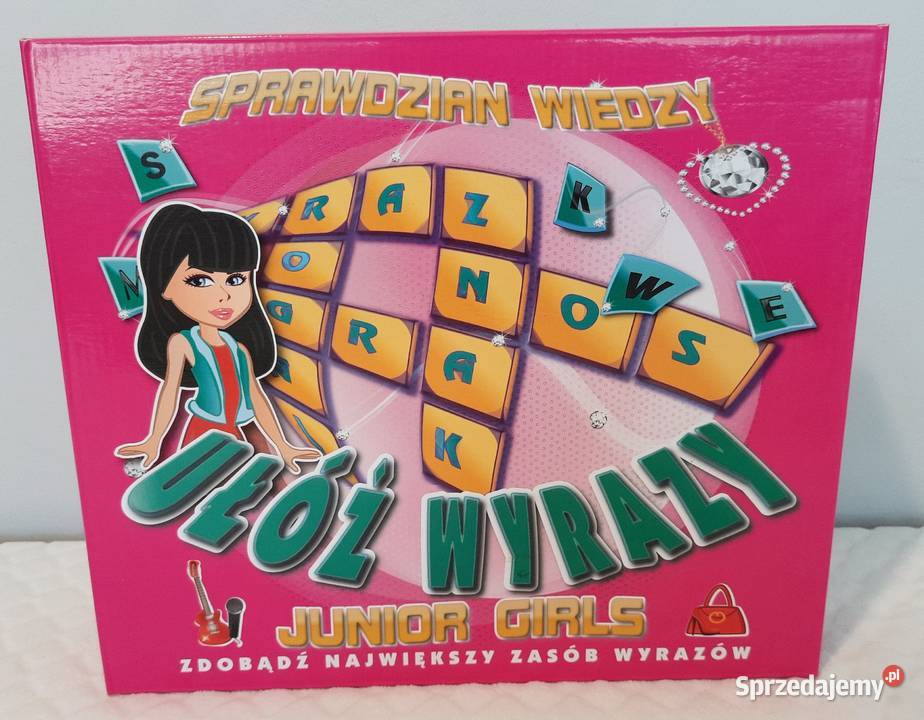 SPRAWDZIAN WIEDZY
S
K
M
W
E
R A Z
O N O S
G R A
K
UŁÓŻ WYRAZY
JUNIOR GIRLS
ZDOBĄDŹ NAJWIĘKSZY ZASÓB WYRAZÓW
Sprzedajemy.pl